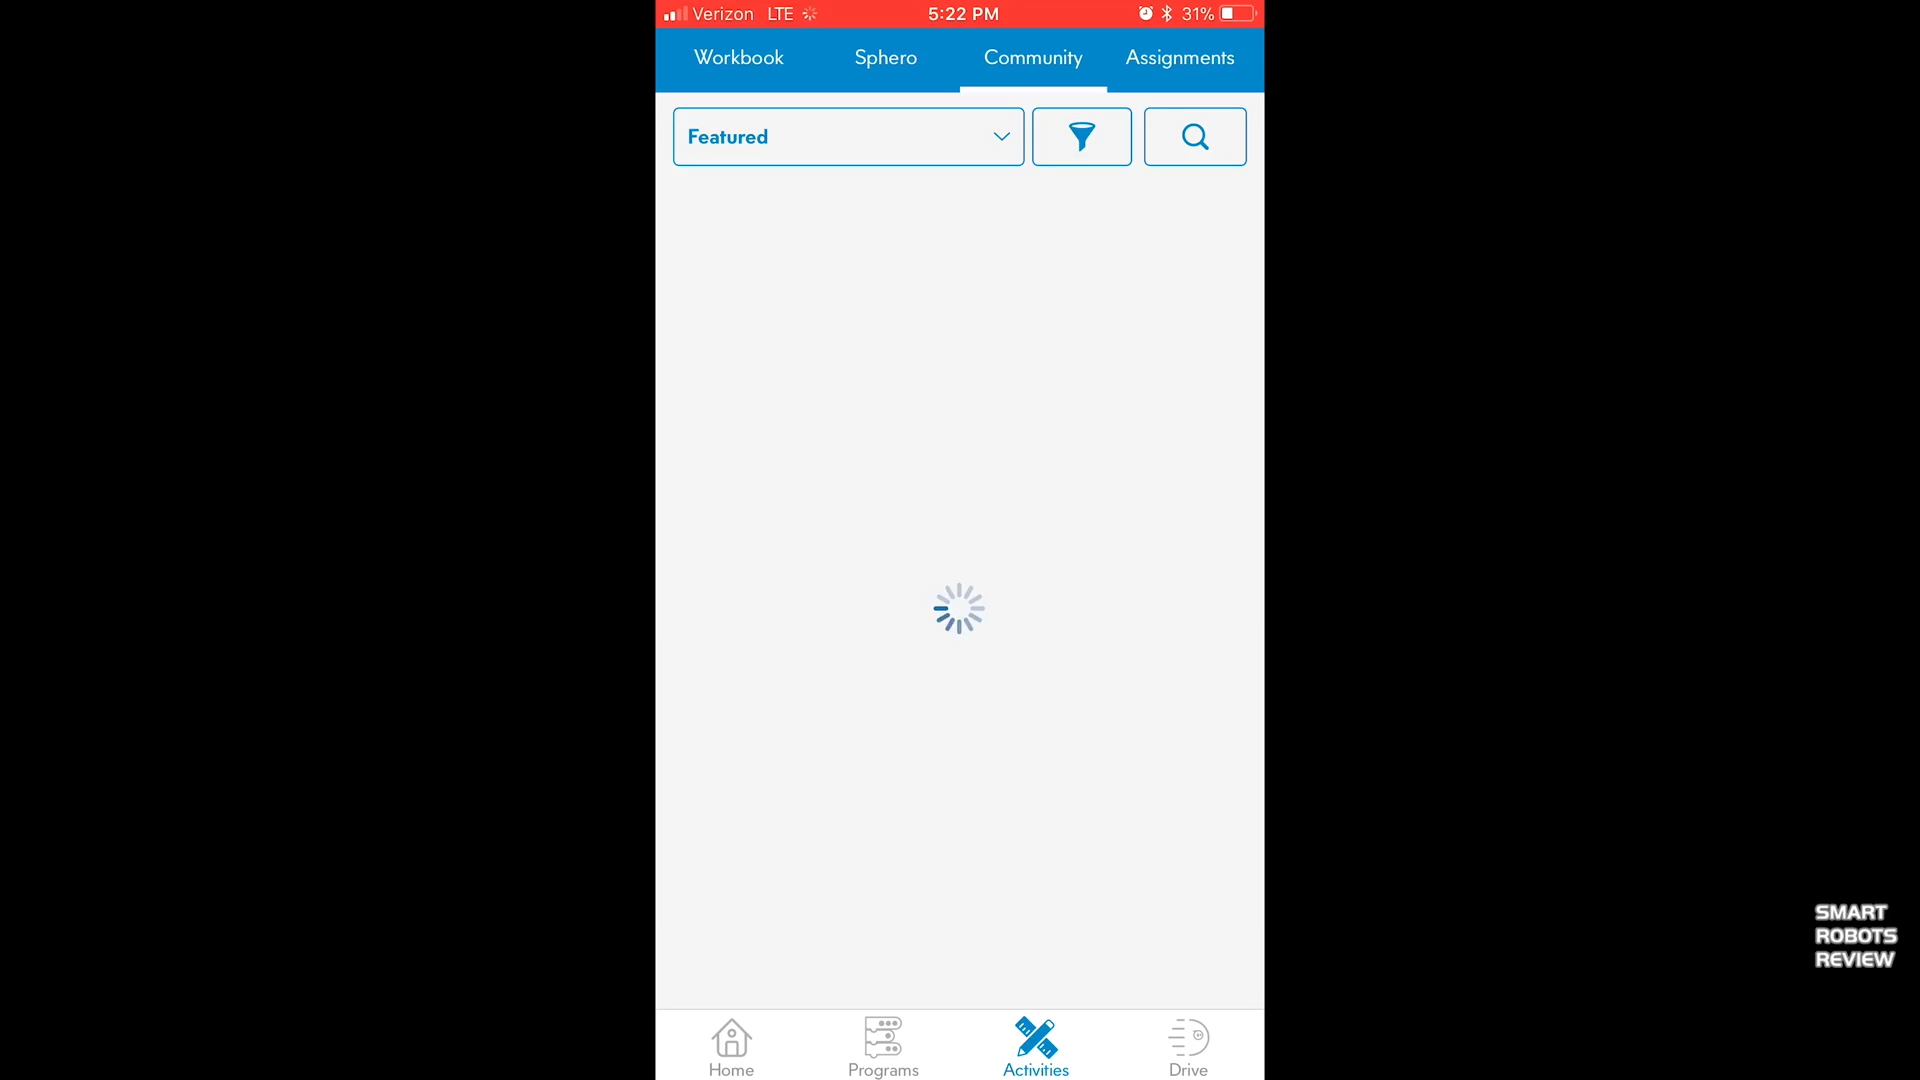 Verizon LTE 5:22 PM 31%
Workbook Sphero Community Assignments
Featured
SMART
ROBOTS
REVIEW
Home Programs Activities Drive